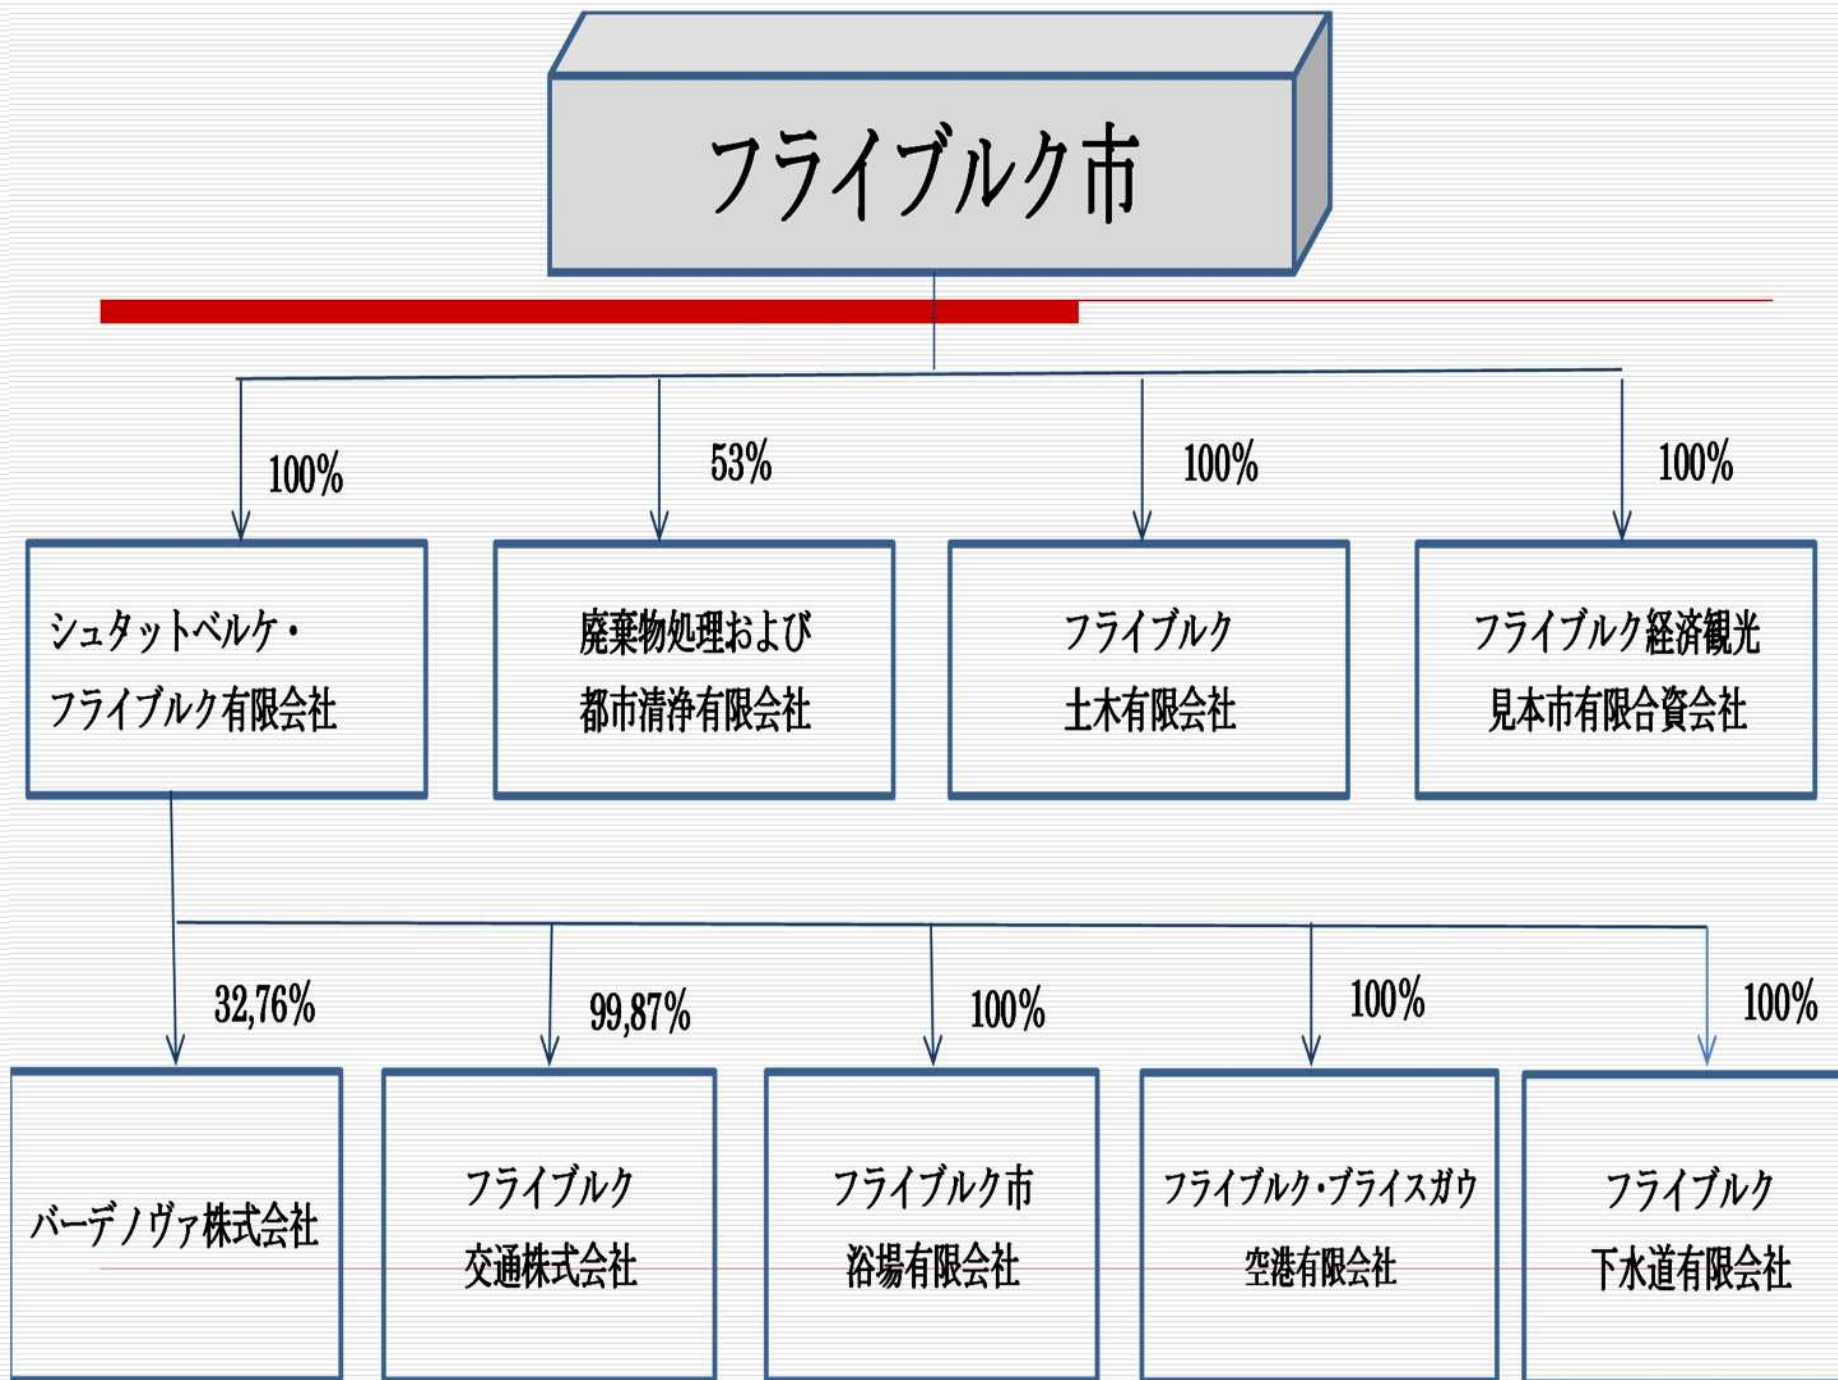 フライブルク市
100%
53%
100%
100%
シュタットベルケ・
フライブルク有限会社
廃棄物処理および
都市清浄有限会社
フライブルク
土木有限会社
フライブルク経済観光
見本市有限合資会社
32,76%
99,87%
100%
100%
100%
バーデノヴァ株式会社
フライブルク
交通株式会社
フライブルク市
浴場有限会社
フライブルク・ブライスガウ
空港有限会社
フライブルク
下水道有限会社